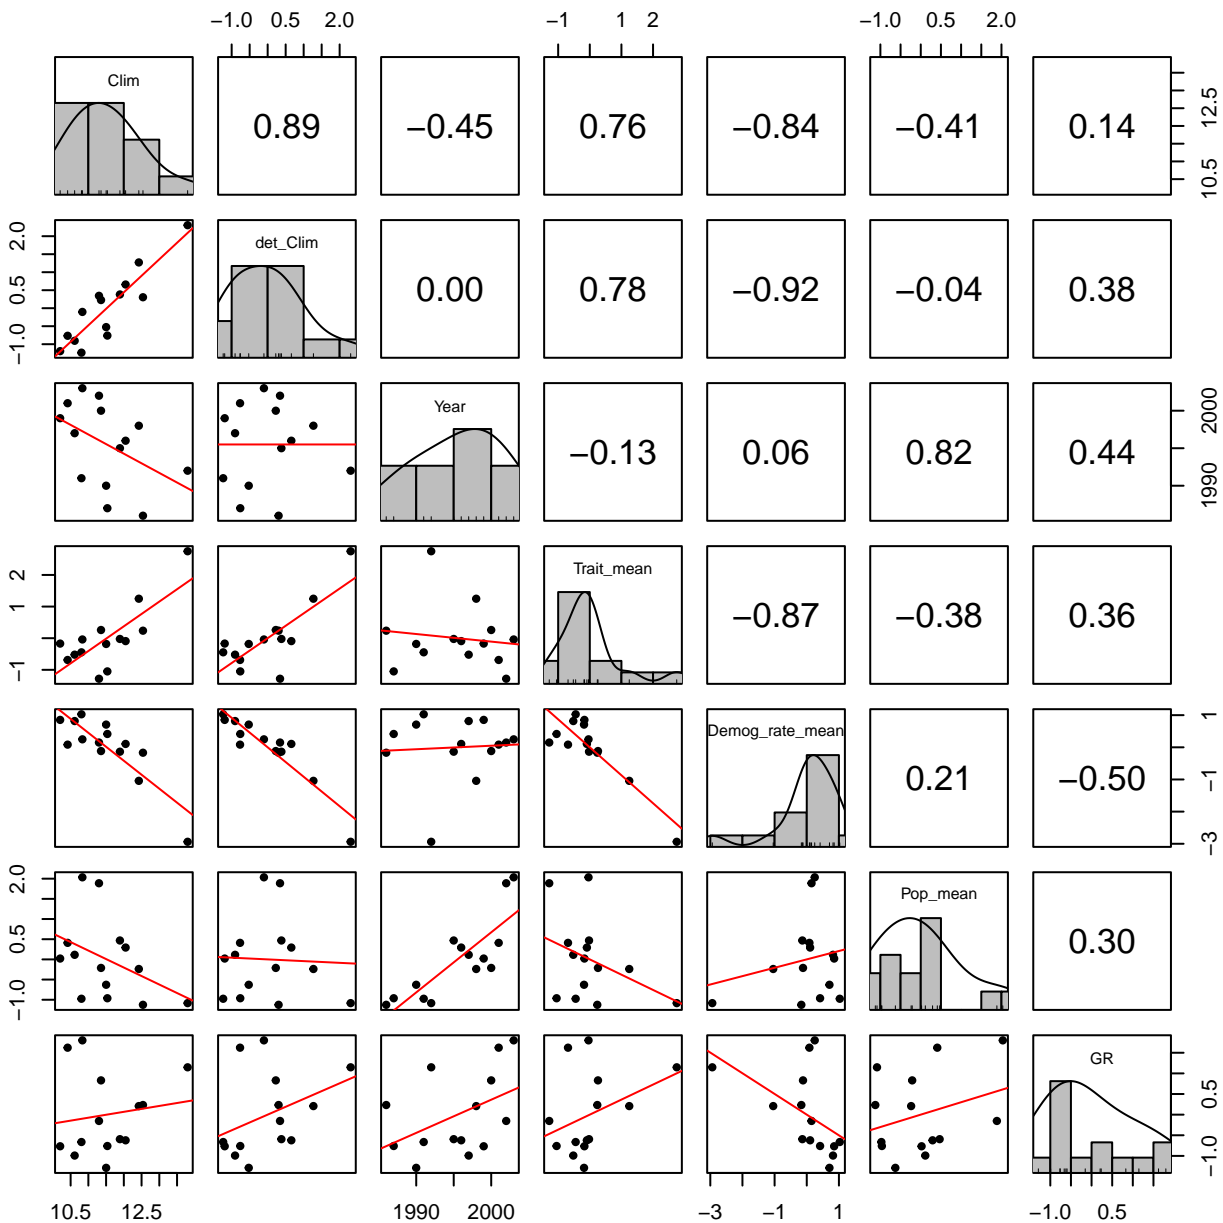 −1.0 0.5 2.0 −1 1 2 −1.0 0.5 2.0
Clim 0.89 −0.45 0.76 −0.84 −0.41 0.14 10.5 12.5
−1.0 0.5 2.0 det_Clim 0.00 0.78 −0.92 −0.04 0.38
Year −0.13 0.06 0.82 0.44 1990 2000
−1 1 2 Trait_mean −0.87 −0.38 0.36
Demog_rate_mean 0.21 −0.50 −3 −1 1
−1.0 0.5 2.0 Pop_mean 0.30
GR −1.0 0.5
10.5 12.5 1990 2000 −3 −1 1 −1.0 0.5